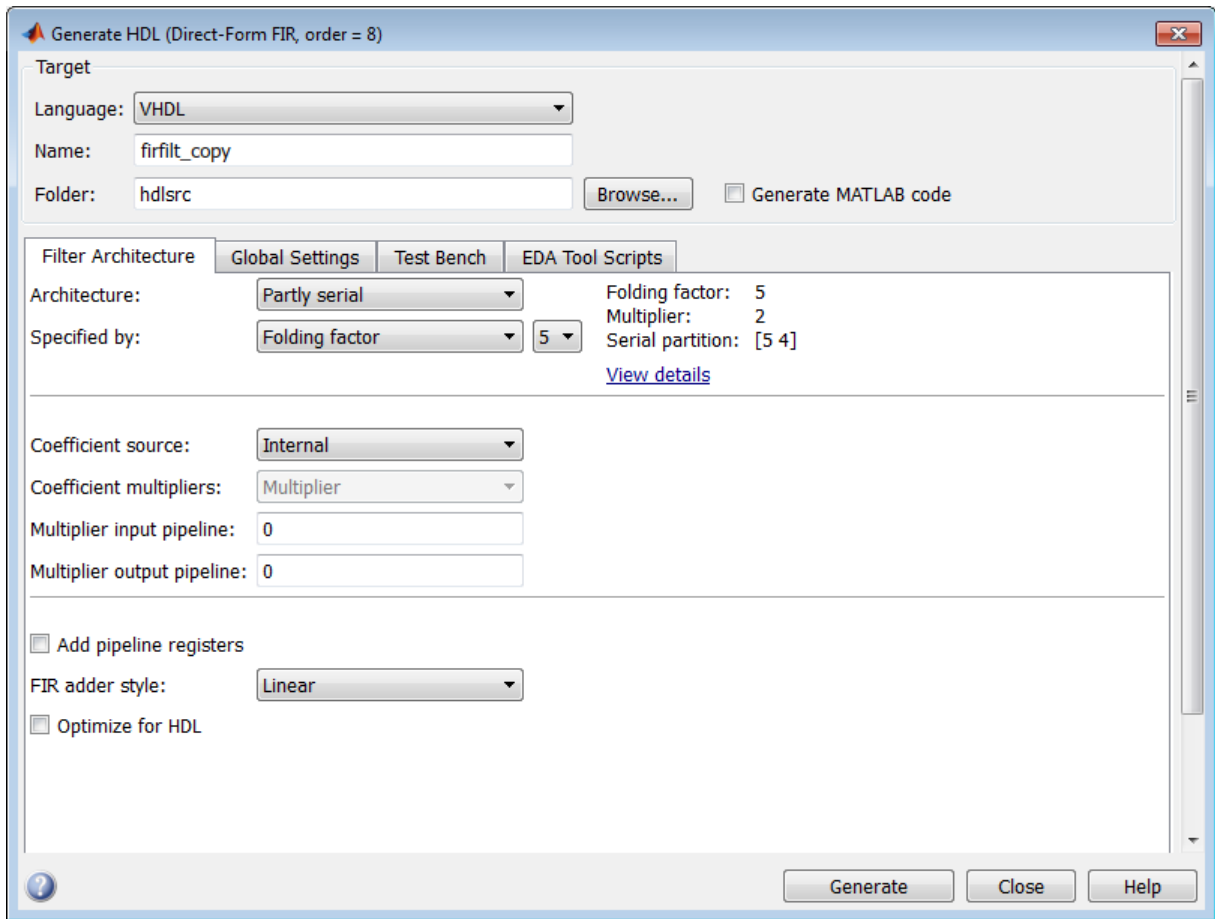 Generate HDL (Direct-Form FIR, order = 8)
Target
Language: VHDL
Name: firfilt_copy
Folder: hdlsrc Browse... Generate MATLAB code
Filter Architecture Global Settings Test Bench EDA Tool Scripts
Architecture: Partly serial Folding factor: 5
Multiplier: 2
Specified by: Folding factor 5 Serial partition: [5 4]
View details
Coefficient source: Internal
Coefficient multipliers: Multiplier
Multiplier input pipeline: 0
Multiplier output pipeline: 0
Add pipeline registers
FIR adder style: Linear
Optimize for HDL
? Generate Close Help